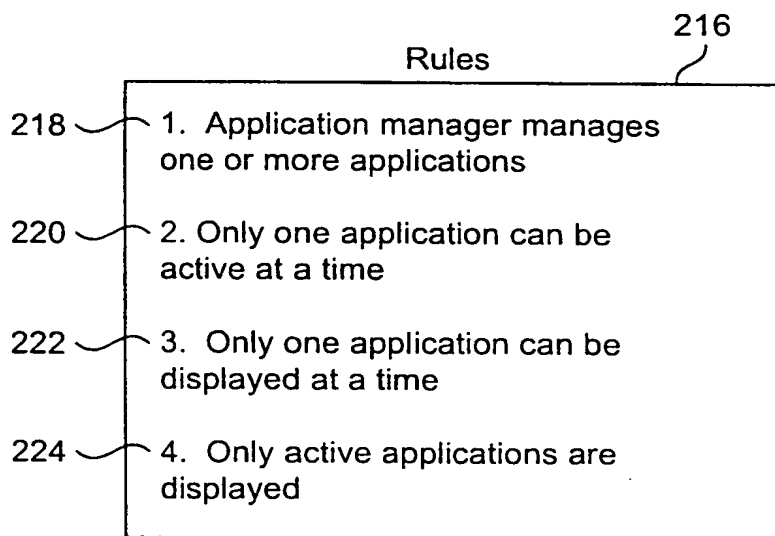 216
Rules
218 1. Application manager manages
one or more applications
220 2. Only one application can be
active at a time
222 3. Only one application can be
displayed at a time
224 4. Only active applications are
displayed